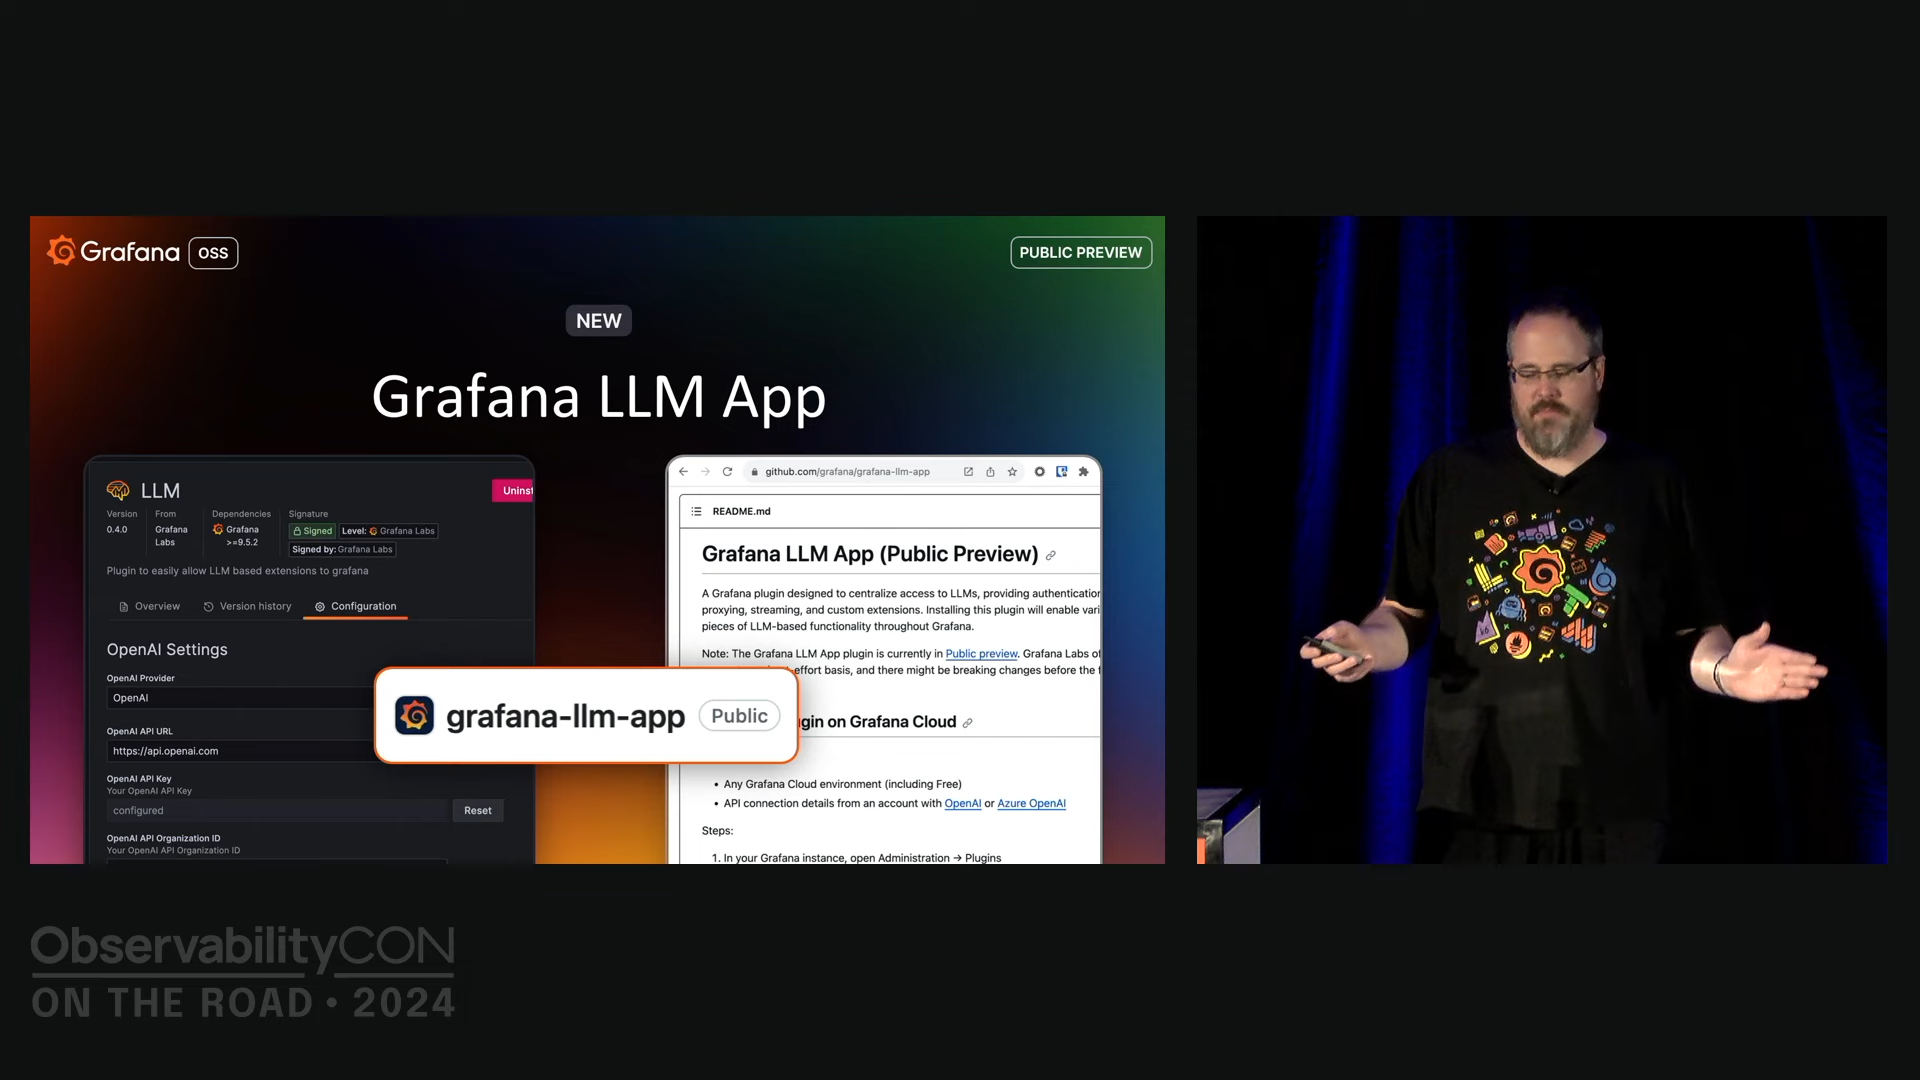 Grafana OSS
PUBLIC PREVIEW
NEW
Grafana LLM App
LLM
Uninst
Version
0.4.0
From
Grafana
Labs
Dependencies
Grafana
>=9.5.2
Signature
Signed
Level: Grafana Labs
Signed by: Grafana Labs
Plugin to easily allow LLM based extensions to grafana
Overview Version history Configuration
OpenAI Settings
OpenAI Provider
OpenAI
OpenAI API URL
https://api.openai.com
OpenAI API Key
Your OpenAI API Key
configured
Reset
OpenAI API Organization ID
Your OpenAI API Organization ID
grafana-llm-app Public
github.com/grafana/grafana-llm-app
README.md
Grafana LLM App (Public Preview)
A Grafana plugin designed to centralize access to LLMs, providing authentication
proxying, streaming, and custom extensions. Installing this plugin will enable vari
pieces of LLM-based functionality throughout Grafana.
Note: The Grafana LLM App plugin is currently in Public preview. Grafana Labs of
-effort basis, and there might be breaking changes before the f
gin on Grafana Cloud
• Any Grafana Cloud environment (including Free)
• API connection details from an account with OpenAI or Azure OpenAI
Steps:
1. In your Grafana instance, open Administration → Plugins
ObservabilityCON
ON THE ROAD • 2024